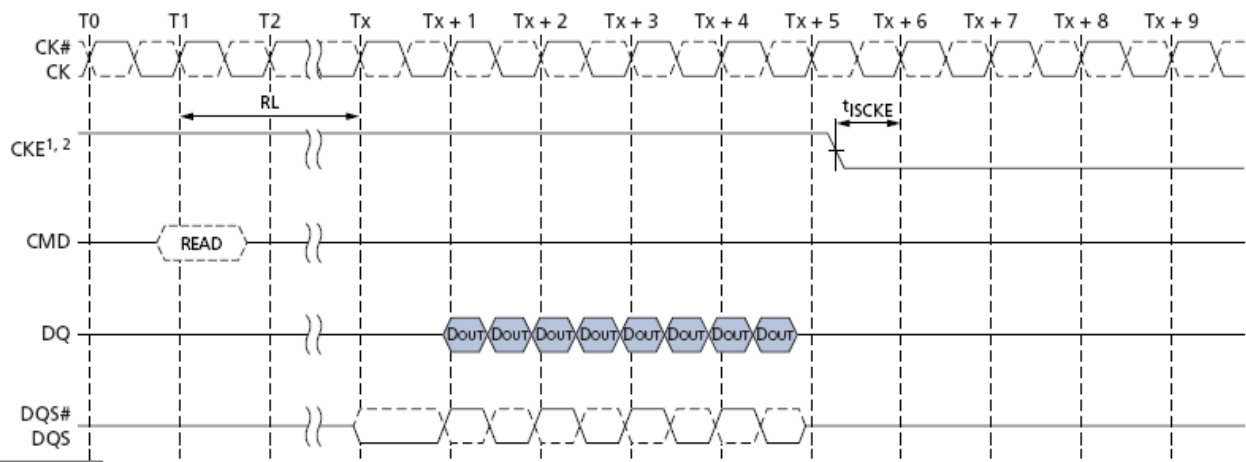 T0 T1 T2 Tx Tx + 1 Tx + 2 Tx + 3 Tx + 4 Tx + 5 Tx + 6 Tx + 7 Tx + 8 Tx + 9
CK#
CK
RL
tISCKE
CKE1, 2
CMD READ
DQ DOUT DOUT DOUT DOUT DOUT DOUT DOUT DOUT
DQS#
DQS